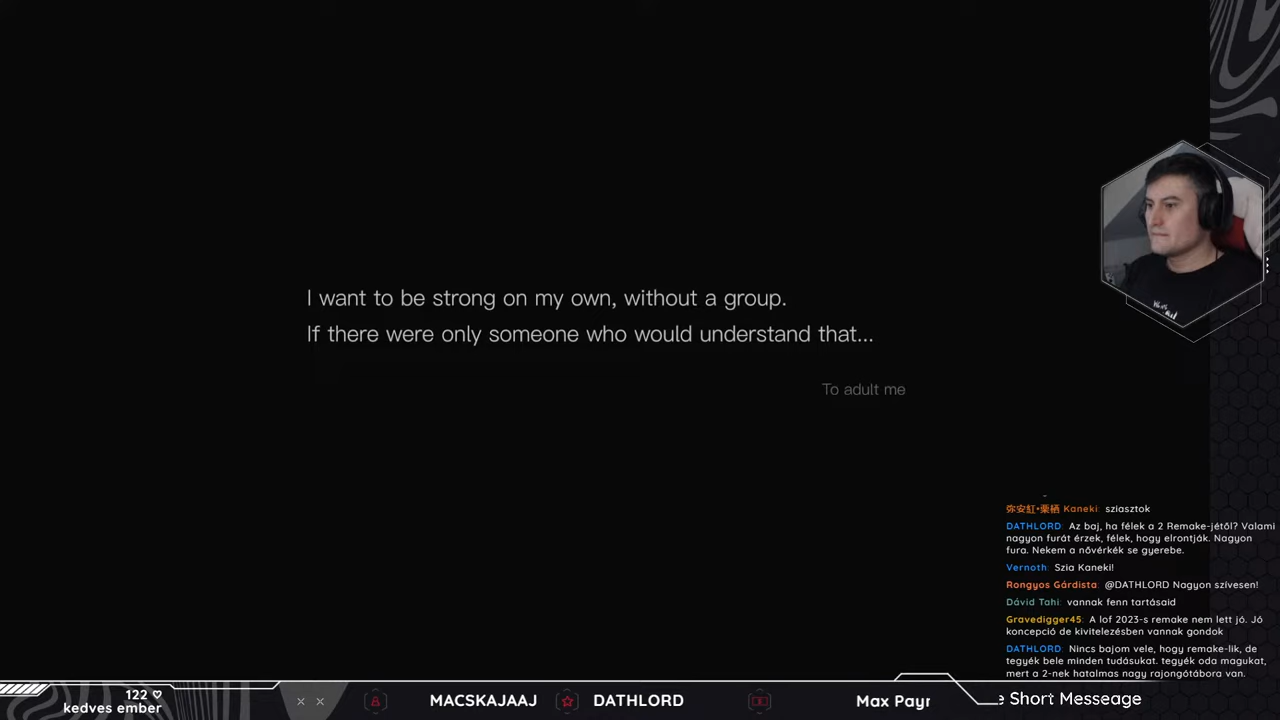 I want to be strong on my own, without a group.
If there were only someone who would understand that...
To adult me
弥安紅•栗栖 Kaneki: sziasztok
DATHLORD: Az baj, ha félek a 2 Remake-jétől? Valami
nagyon furát érzek, félek, hogy elrontják. Nagyon
fura. Nekem a nővérkék se gyerebe.
Vernoth: Szia Kaneki!
Rongyos Gárdista: @DATHLORD Nagyon szívesen!
Dávid Tahi: vannak fenn tartásaid
Gravedigger45: A lof 2023-s remake nem lett jó. Jó
koncepció de kivitelezésben vannak gondok
DATHLORD: Nincs bajom vele, hogy remake-lik, de
tegyék bele minden tudásukat. tegyék oda magukat,
mert a 2-nek hatalmas nagy rajongótábora van.
122
kedves ember
MACSKAJAAJ
DATHLORD
Max Payr
e Short Messeage